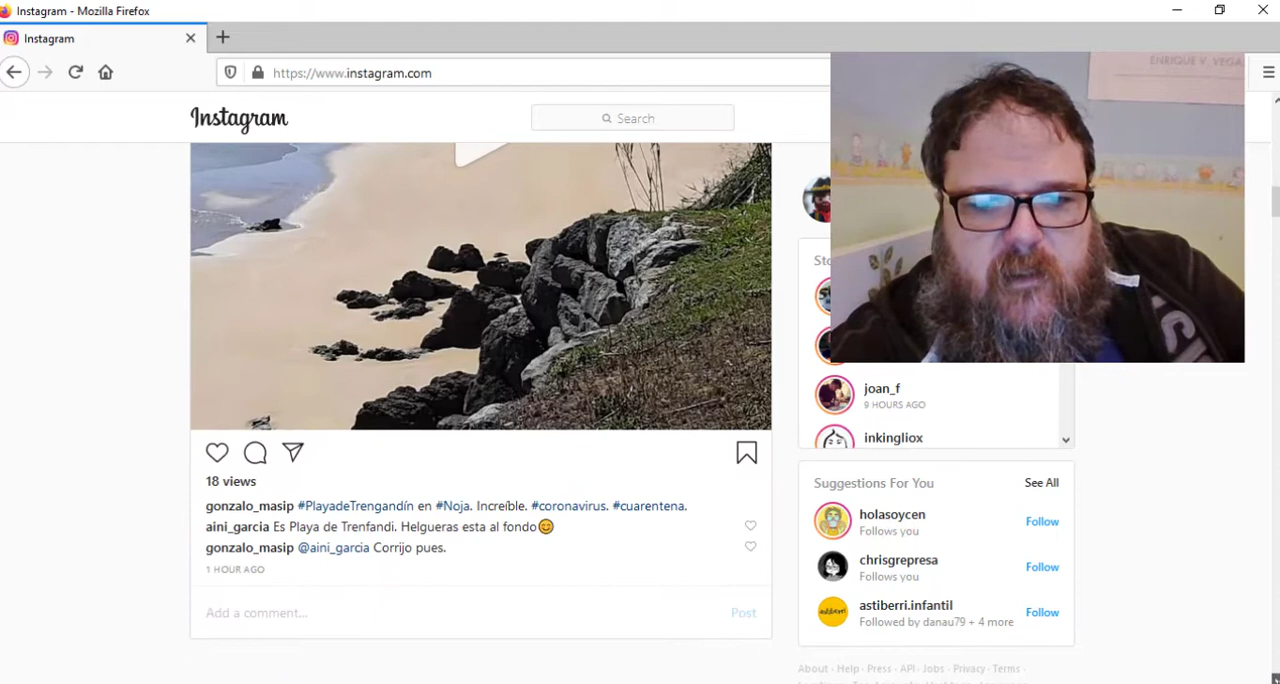 Instagram - Mozilla Firefox
Instagram
https://www.instagram.com
ENRIQUE V. VEGAS
Instagram
Search
18 views
gonzalo_masip #PlayadeTrengandín en #Noja. Increíble. #coronavirus. #cuarentena.
aini_garcia Es Playa de Trenfandi. Helgueras esta al fondo😊
gonzalo_masip @aini_garcia Corrijo pues.
1 HOUR AGO
Add a comment...
Post
joan_f
9 HOURS AGO
inkingliox
Suggestions For You
See All
holasoycen
Follows you
Follow
chrisgrepresa
Follows you
Follow
astiberri.infantil
Followed by danau79 + 4 more
Follow
About · Help · Press · API · Jobs · Privacy · Terms ·